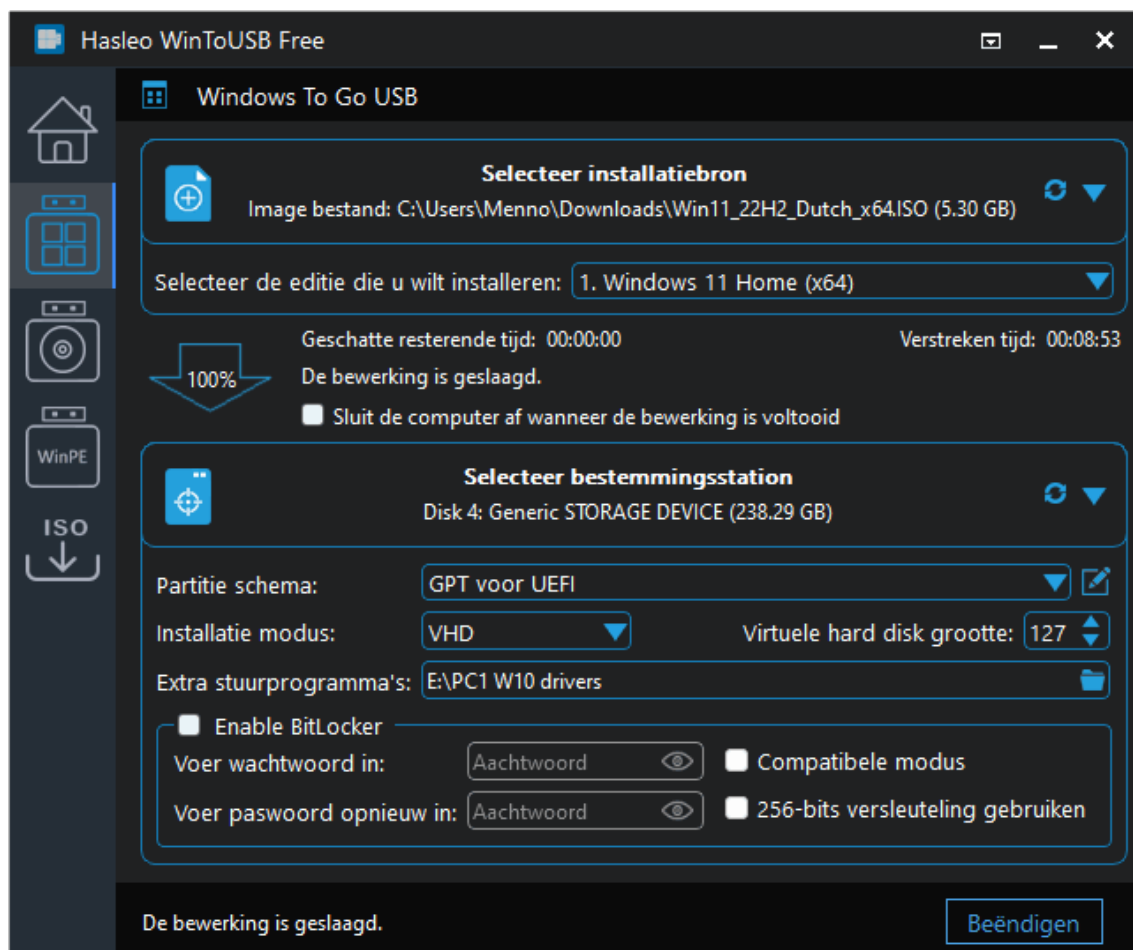 Hasleo WinToUSB Free
Windows To Go USB
Selecteer installatiebron
Image bestand: C:\Users\Menno\Downloads\Win11_22H2_Dutch_x64.ISO (5.30 GB)
Selecteer de editie die u wilt installeren: 1. Windows 11 Home (x64)
Geschatte resterende tijd: 00:00:00 Verstreken tijd: 00:08:53
100% De bewerking is geslaagd.
Sluit de computer af wanneer de bewerking is voltooid
WinPE
Selecteer bestemmingsstation
Disk 4: Generic STORAGE DEVICE (238.29 GB)
ISO
Partitie schema: GPT voor UEFI
Installatie modus: VHD Virtuele hard disk grootte: 127
Extra stuurprogramma's: E:\PC1 W10 drivers
Enable BitLocker
Voer wachtwoord in: Aachtwoord Compatibele modus
Voer paswoord opnieuw in: Aachtwoord 256-bits versleuteling gebruiken
De bewerking is geslaagd. Beëndigen